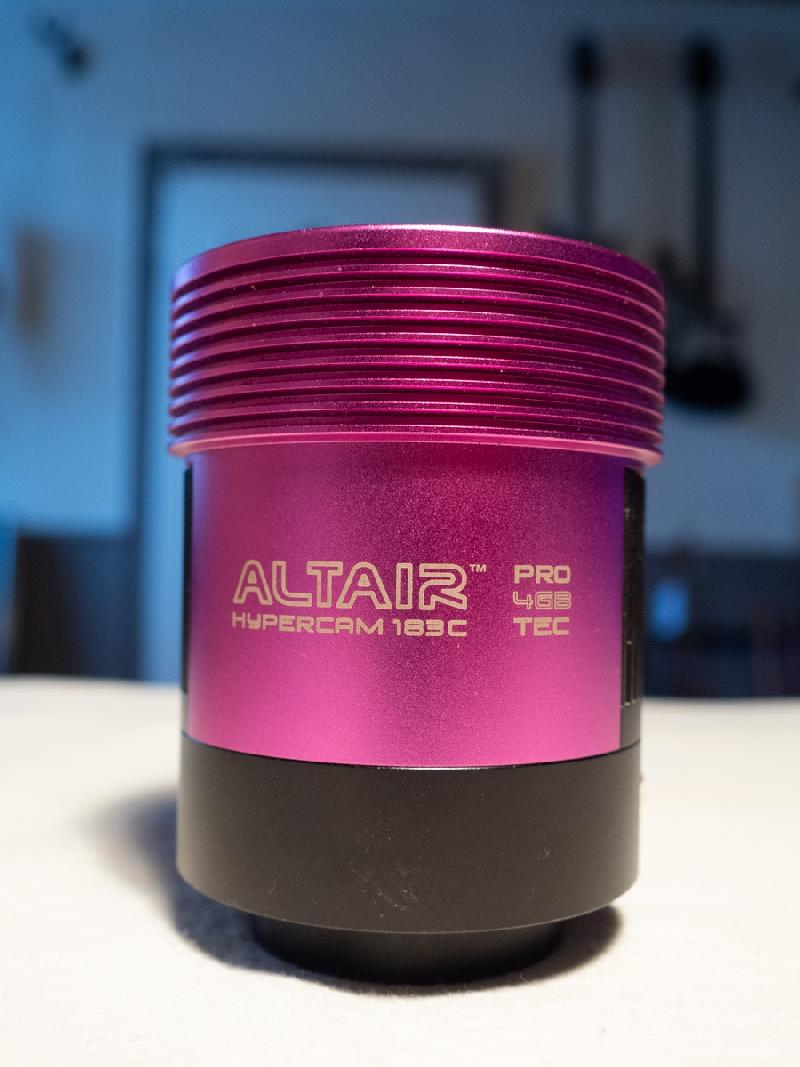 ALTAIR™
HYPERCAM 183C
PRO
4GB
TEC